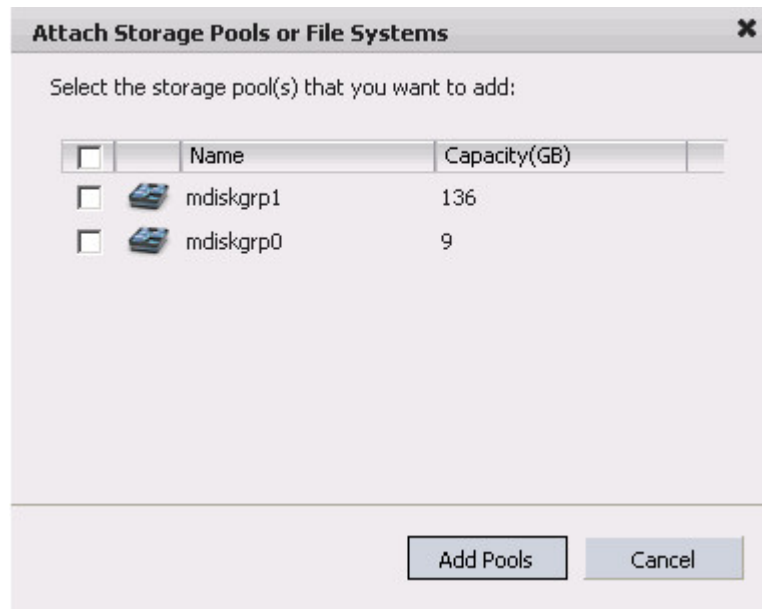 Attach Storage Pools or File Systems
Select the storage pool(s) that you want to add:
Name Capacity(GB)
mdiskgrp1 136
mdiskgrp0 9
Add Pools Cancel